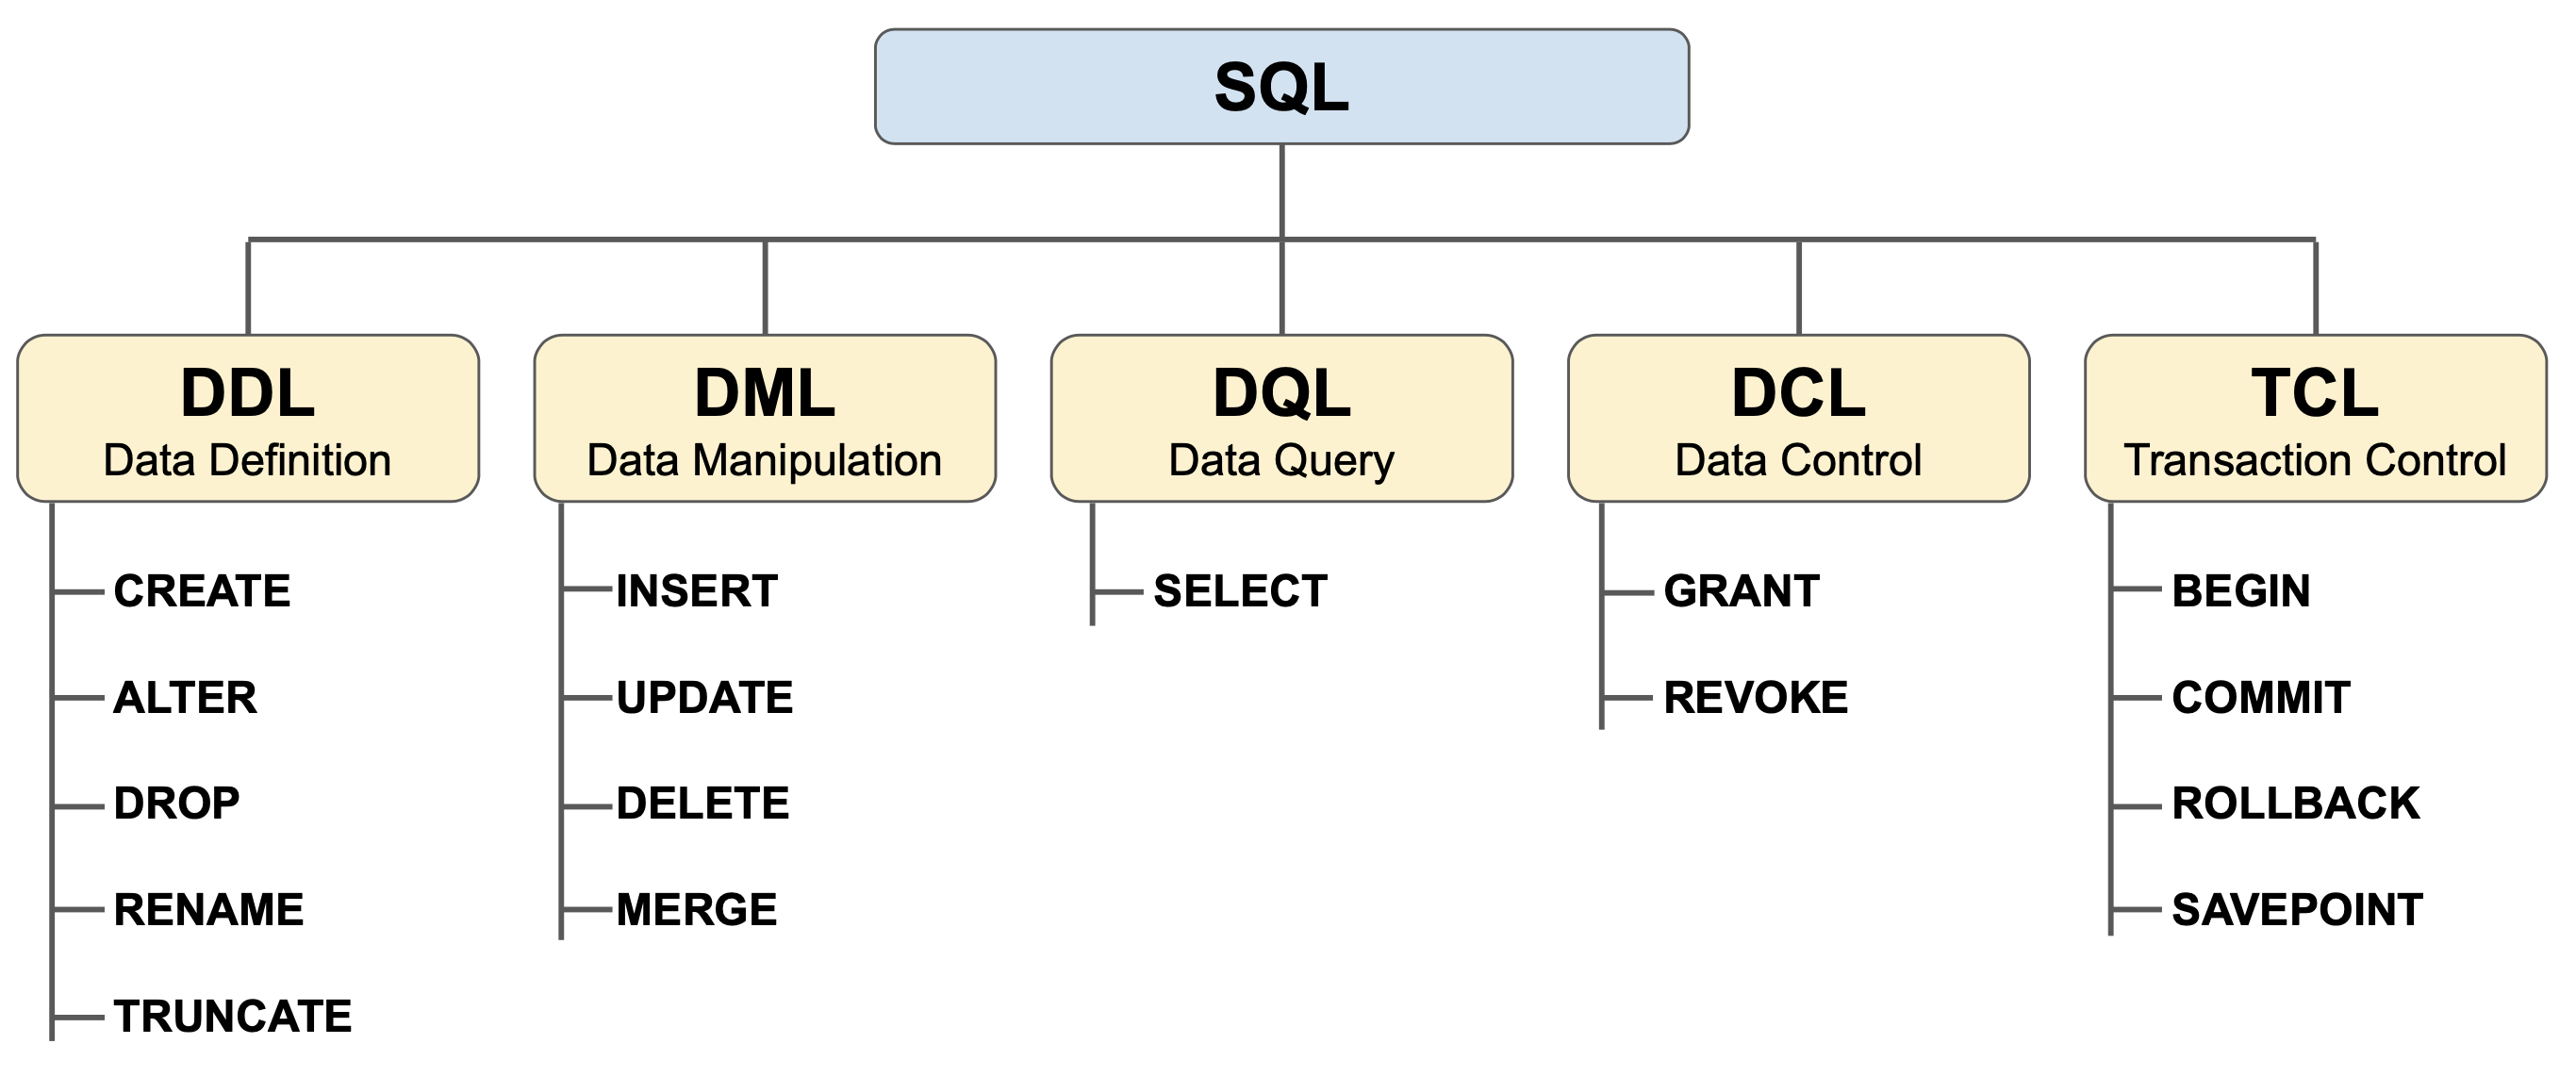 SQL
DDL
Data Definition
CREATE
ALTER
DROP
RENAME
TRUNCATE
DML
Data Manipulation
INSERT
UPDATE
DELETE
MERGE
DQL
Data Query
SELECT
DCL
Data Control
GRANT
REVOKE
TCL
Transaction Control
BEGIN
COMMIT
ROLLBACK
SAVEPOINT